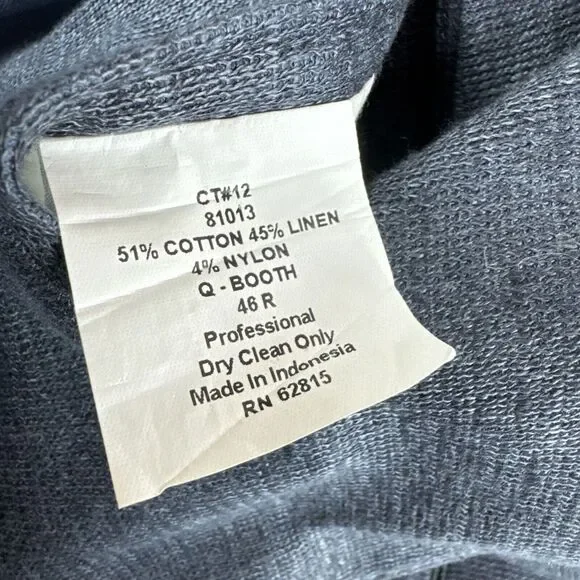 CT#12
81013
51% COTTON 45% LINEN
4% NYLON
Q - BOOTH
46 R
Professional
Dry Clean Only
Made In Indonesia
RN 62815